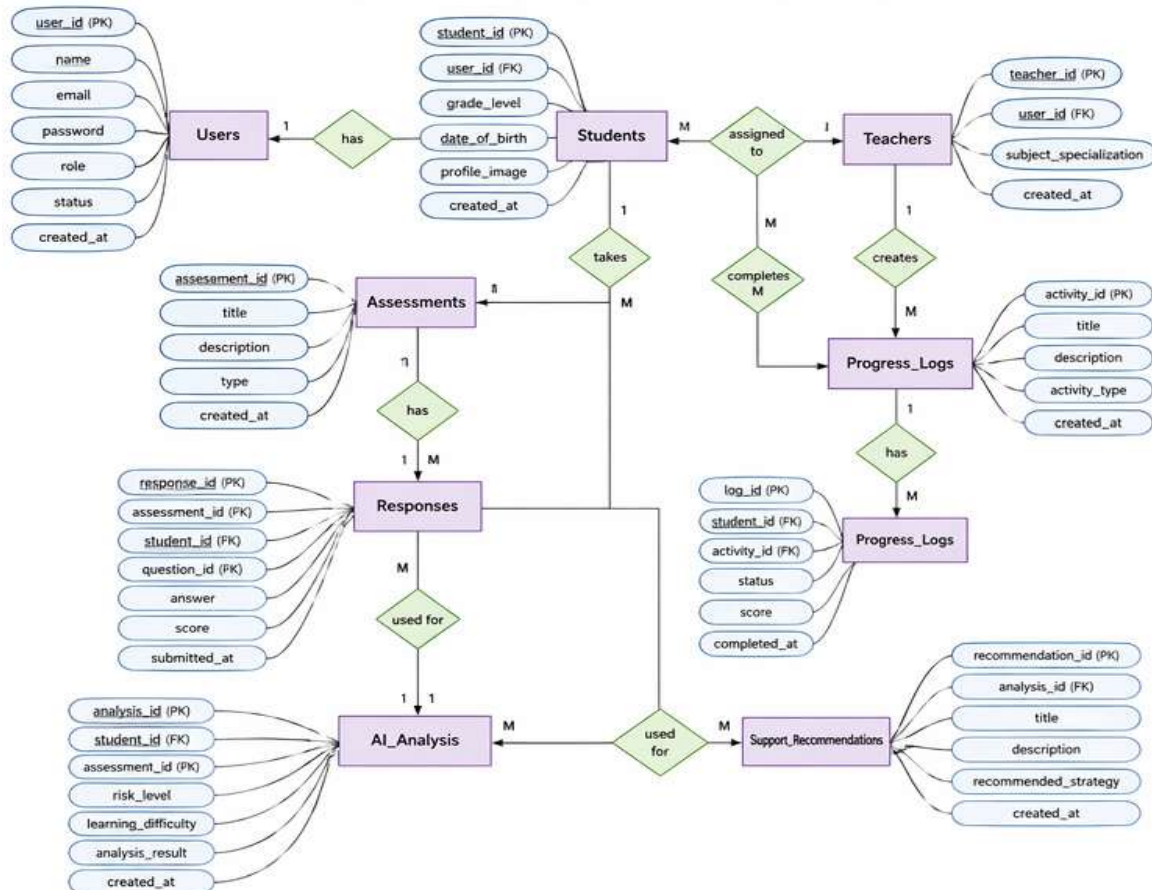 user_id (PK)
name
email
password
role
status
created_at
Users
1
has
student_id (PK)
user_id (FK)
grade_level
date_of_birth
profile_image
created_at
Students
M
assigned
to
1
Teachers
teacher_id (PK)
user_id (FK)
subject_specialization
created_at
1
takes
M
M
completes
M
1
creates
M
assesment_id (PK)
title
description
type
created_at
Assessments
has
1
M
activity_id (PK)
title
description
activity_type
created_at
Progress_Logs
1
has
M
response_id (PK)
assessment_id (PK)
student_id (FK)
question_id (FK)
answer
score
submitted_at
Responses
M
used for
1
1
log_id (PK)
student_id (FK)
activity_id (FK)
status
score
completed_at
Progress_Logs
analysis_id (PK)
student_id (FK)
assessment_id (PK)
risk_level
learning_difficulty
analysis_result
created_at
AI_Analysis
M
used
for
M
Support_Recommendations
recommendation_id (PK)
analysis_id (FK)
title
description
recommended_strategy
created_at